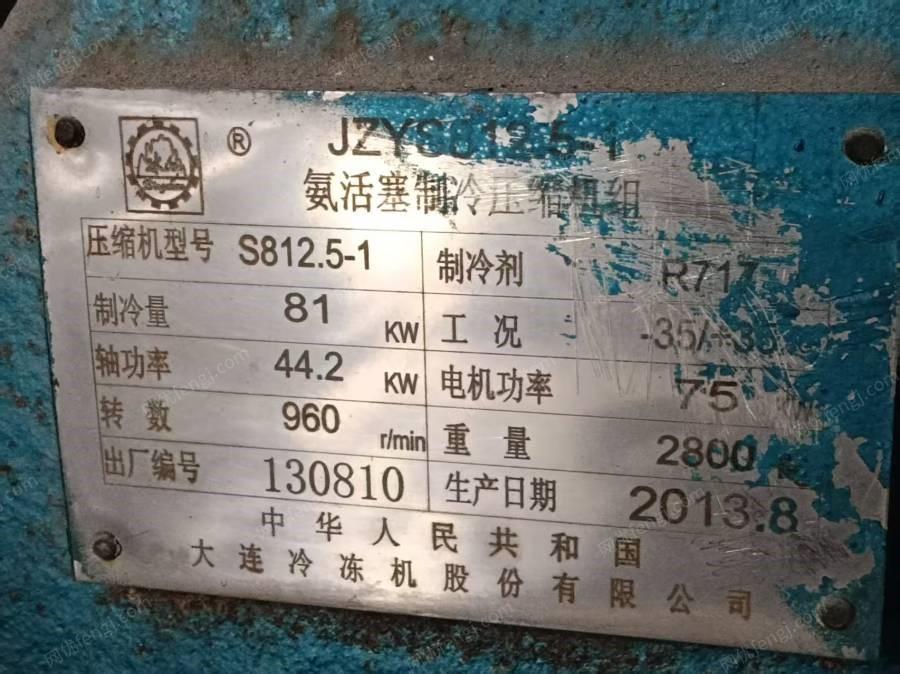 ® JZYS812.5-1
氨活塞制冷压缩机组
压缩机型号 S812.5-1 制冷剂 R717
制冷量 81 KW 工况 -35/+35
轴功率 44.2 KW 电机功率 75 KW
转数 960 r/min 重量 2800
出厂编号 130810 生产日期 2013.8
中华人民共和国
大连冷冻机股份有限公司